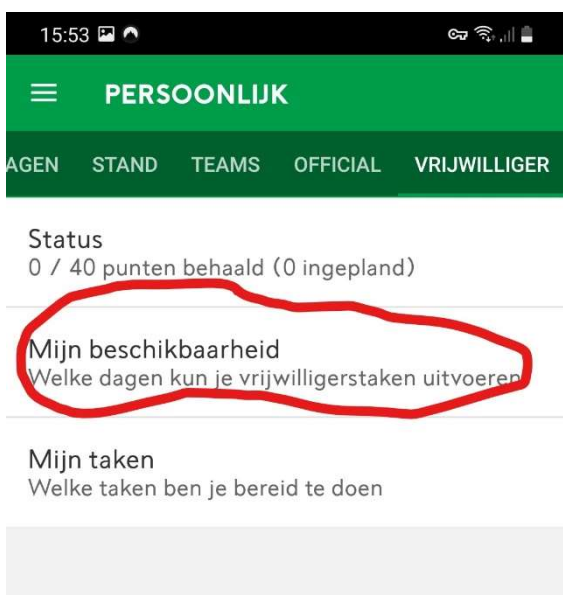 15:53
PERSOONLIJK
AGEN STAND TEAMS OFFICIAL VRIJWILLIGER
Status
0 / 40 punten behaald (0 ingepland)
Mijn beschikbaarheid
Welke dagen kun je vrijwilligerstaken uitvoeren
Mijn taken
Welke taken ben je bereid te doen